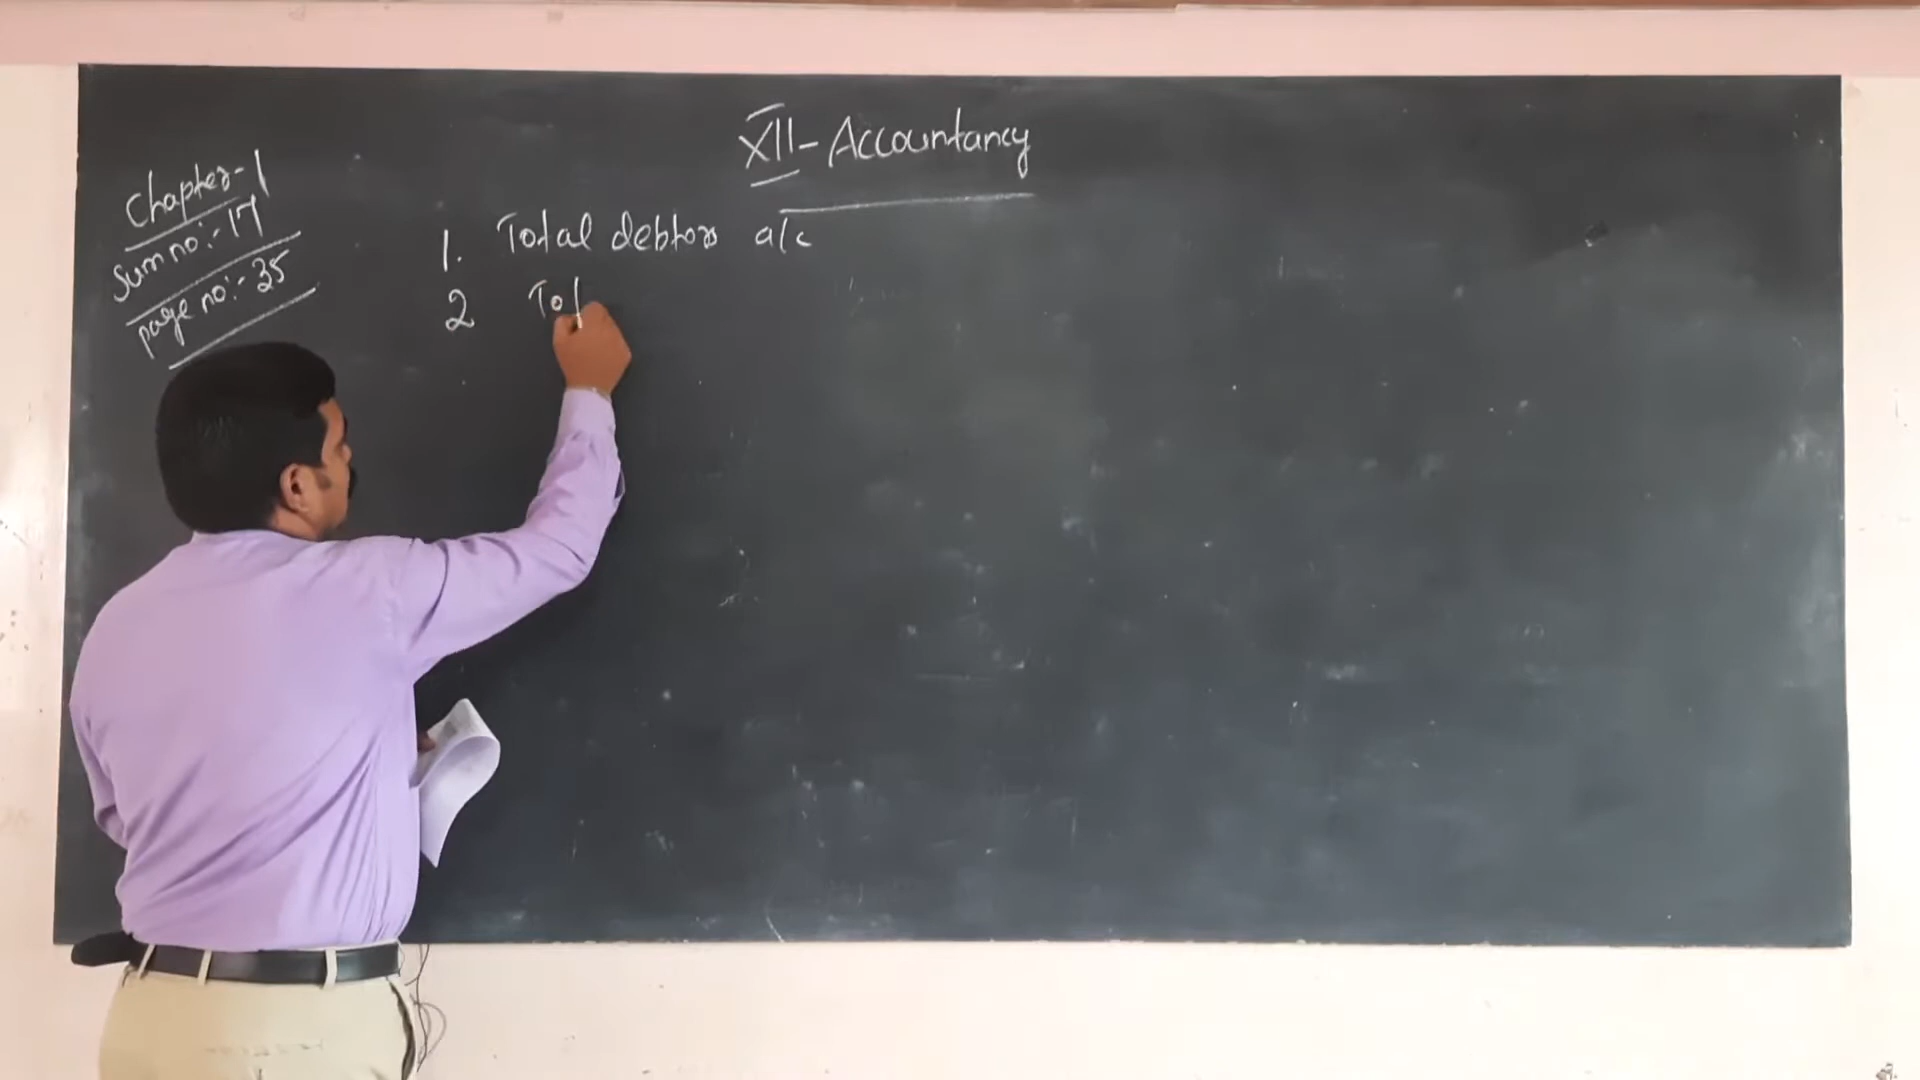 XII-Accountancy
Chapter-1
Sum no:-17
page no:-35
1. Total debtors a/c
2 Tot